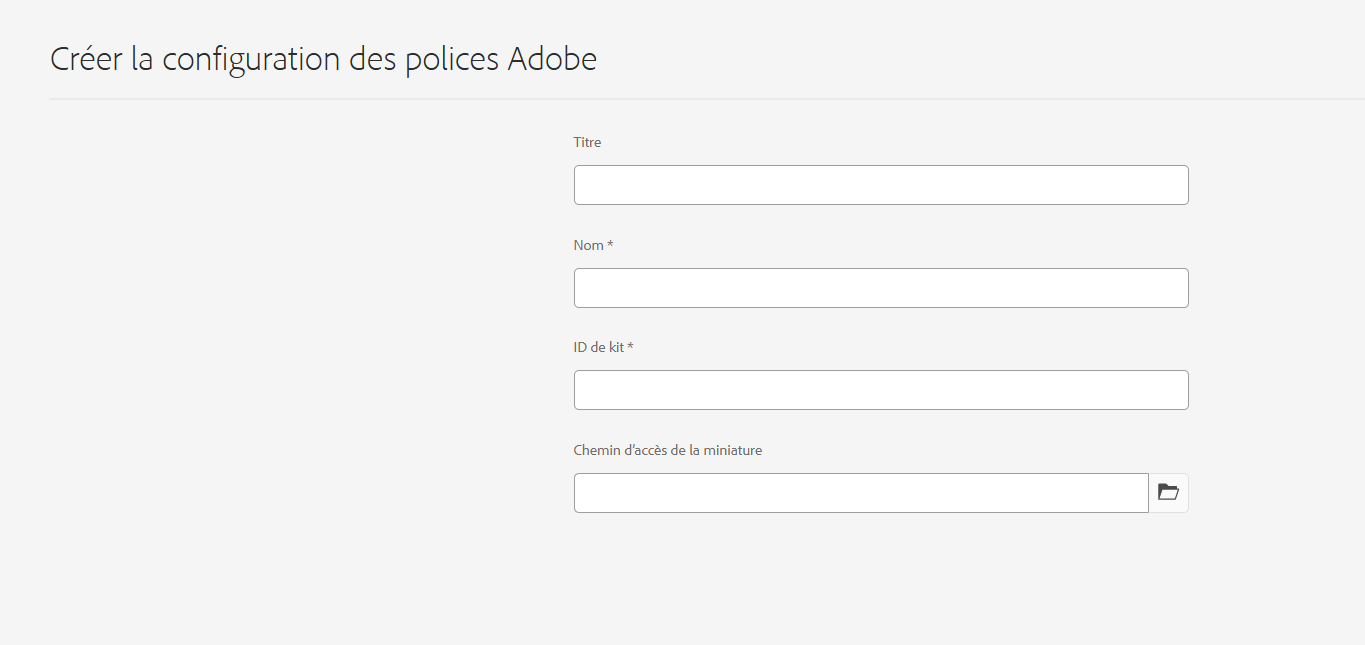 Créer la configuration des polices Adobe
Titre
Nom *
ID de kit *
Chemin d’accès de la miniature